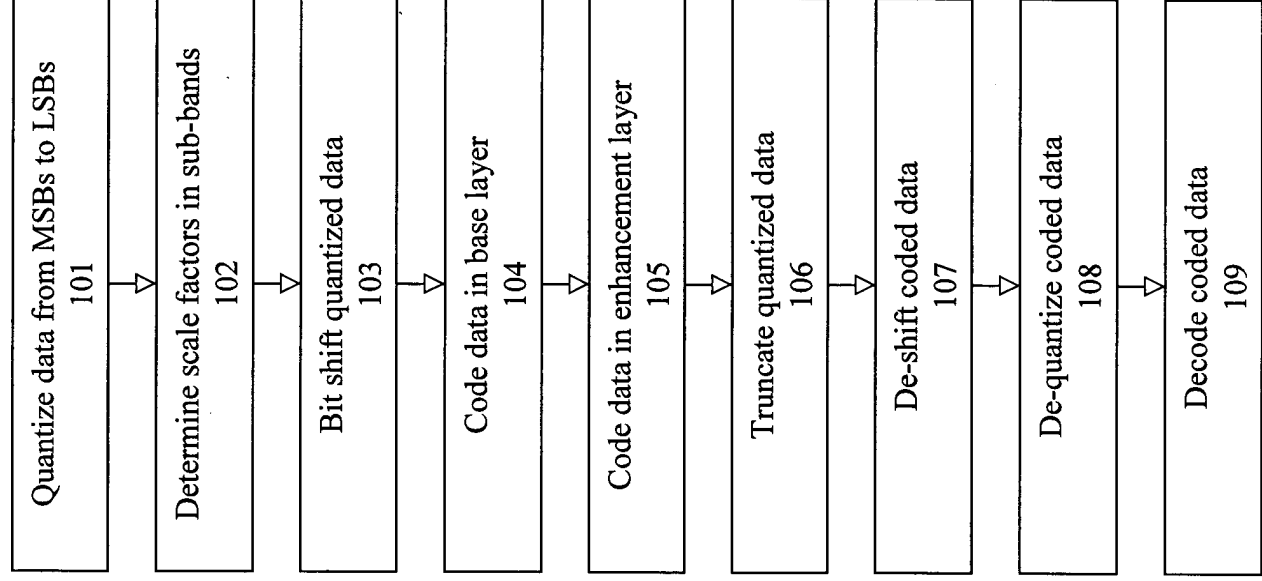 Quantize data from MSBs to LSBs
101
Determine scale factors in sub-bands
102
Bit shift quantized data
103
Code data in base layer
104
Code data in enhancement layer
105
Truncate quantized data
106
De-shift coded data
107
De-quantize coded data
108
Decode coded data
109